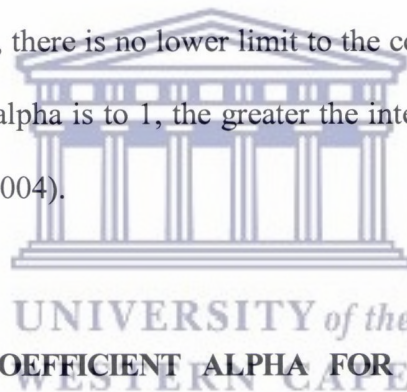 , there is no lower limit to the co
alpha is to 1, the greater the inte
004).
UNIVERSITY of the
OEFFICIENT ALPHA FOR
WESTERN CAPE